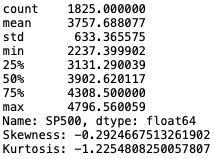 count 1825.000000
mean 3757.688077
std 633.365575
min 2237.399902
25% 3131.290039
50% 3902.620117
75% 4308.500000
max 4796.560059
Name: SP500, dtype: float64
Skewness: -0.2924667513261902
Kurtosis: -1.2254808250057807